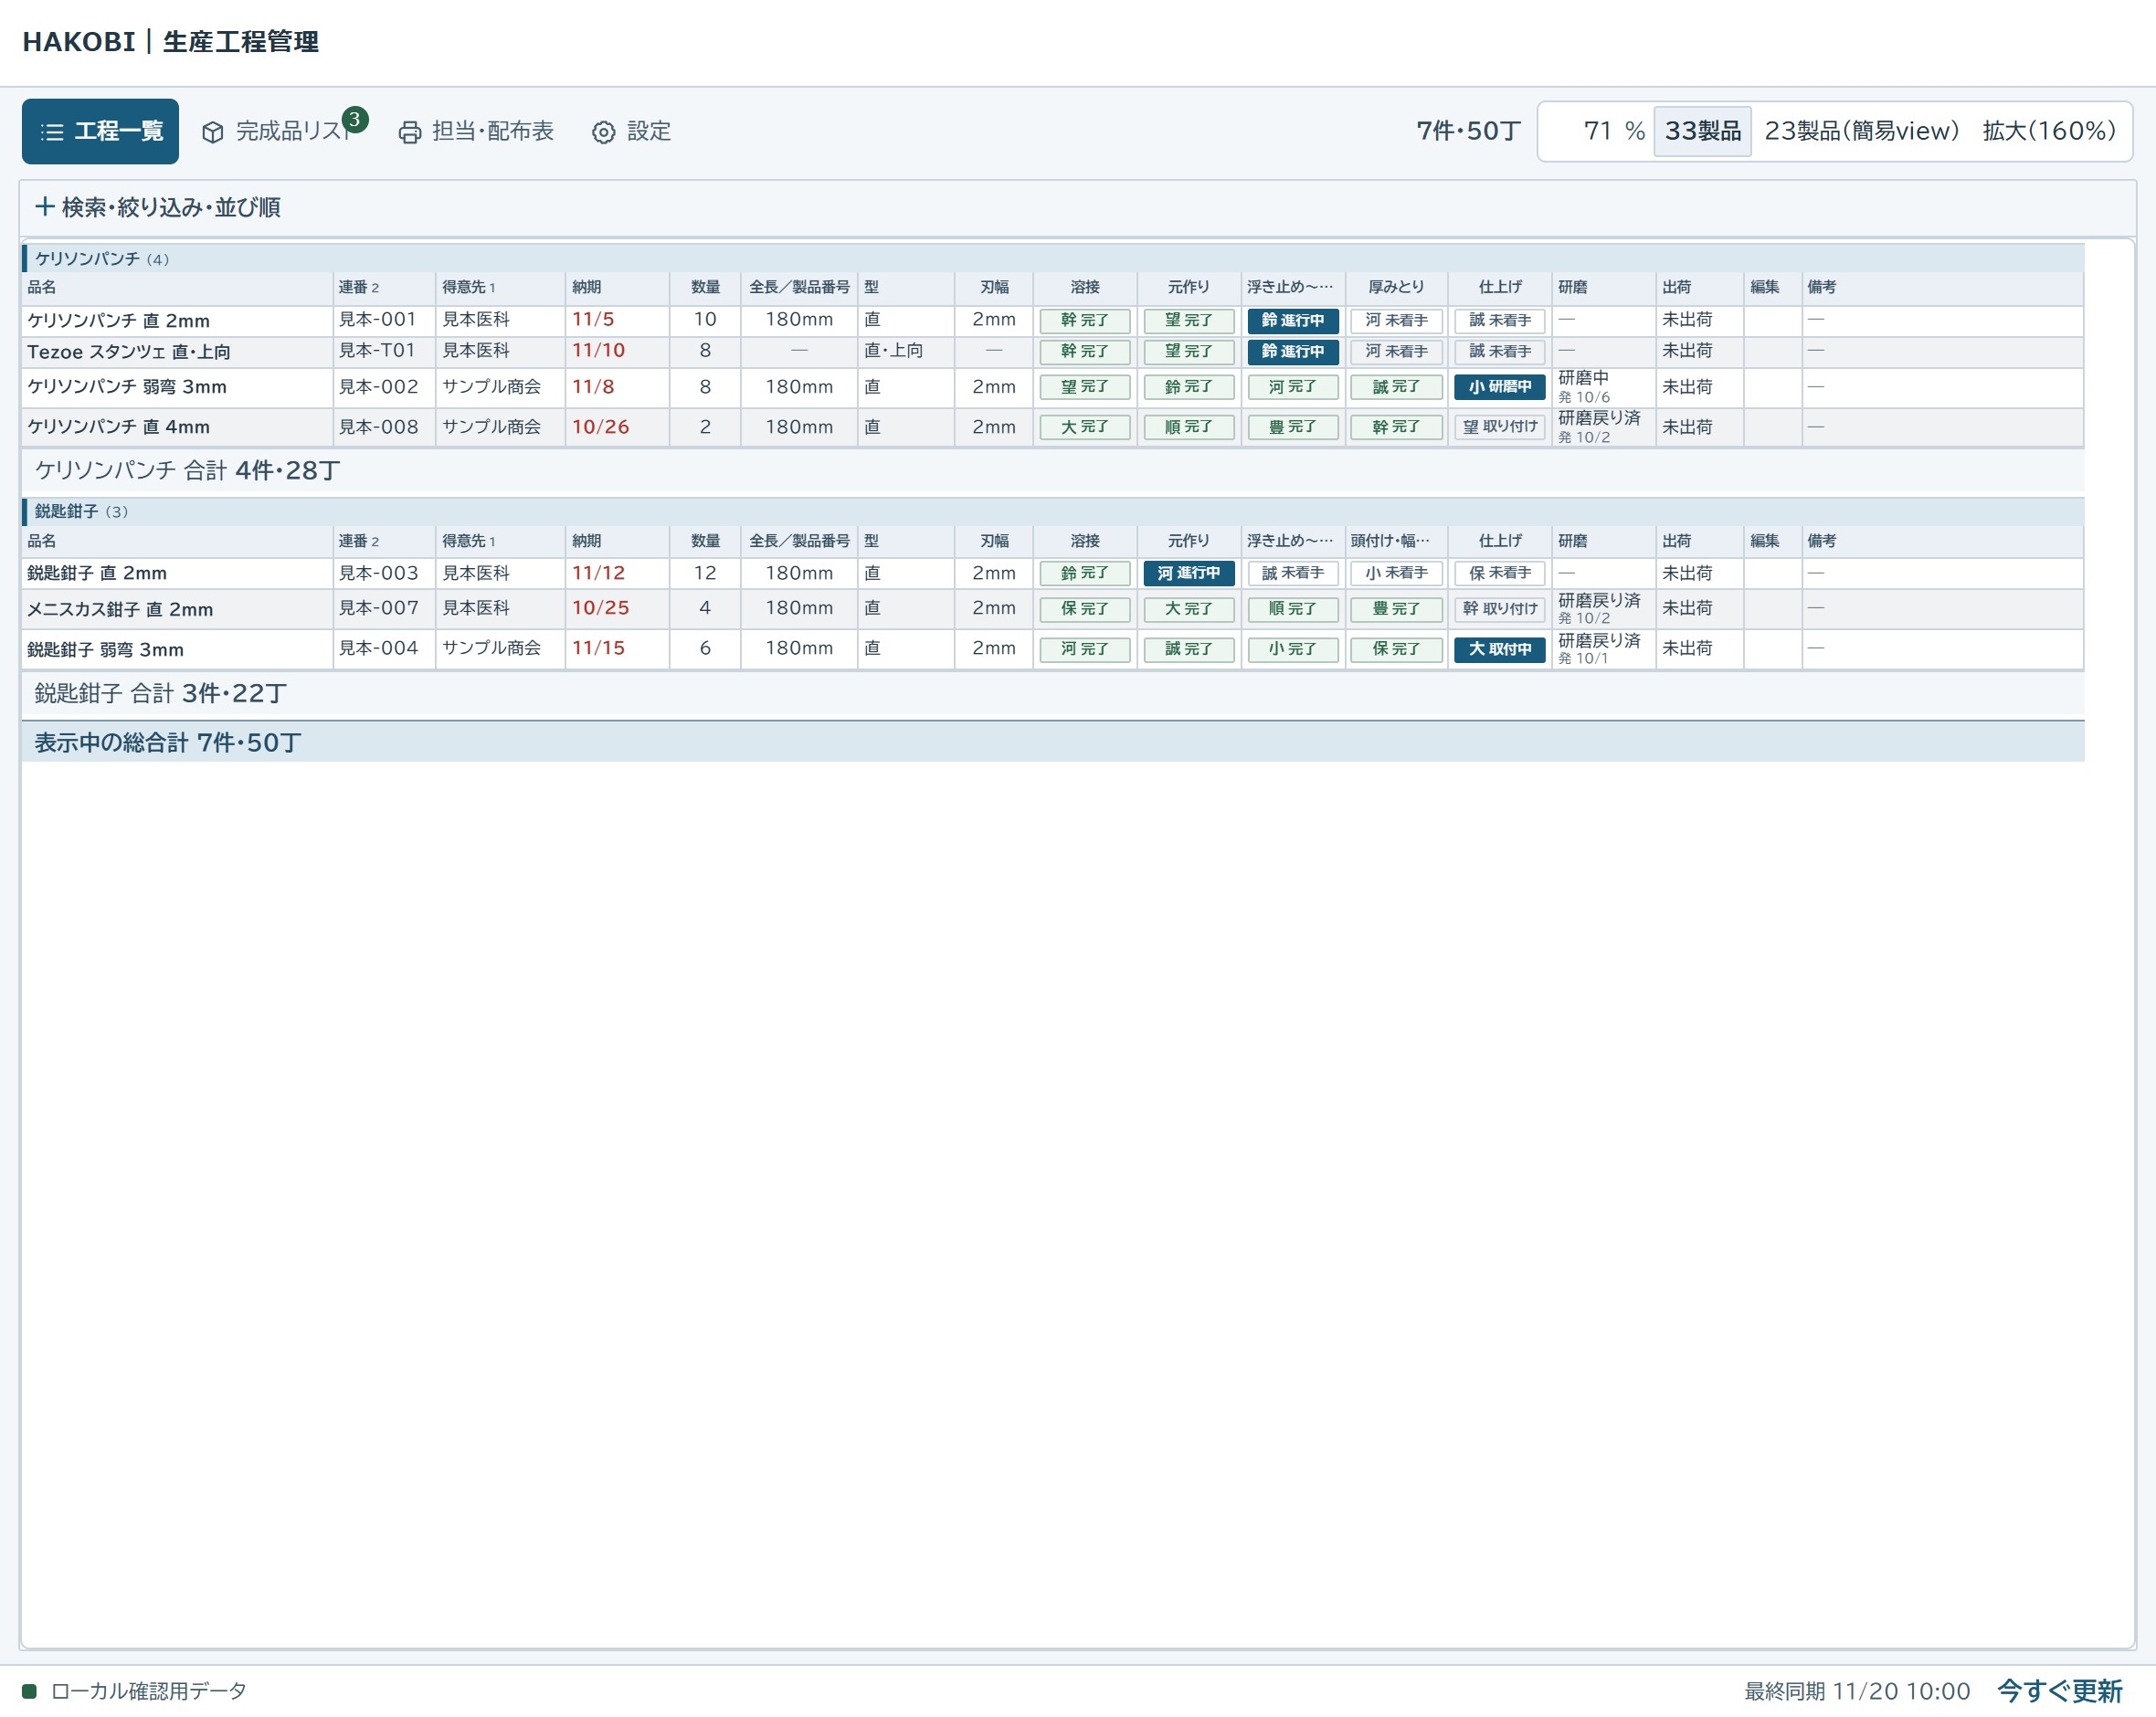 HAKOBI｜生産工程管理
工程一覧 完成品リスト 3 担当・配布表 設定 7件・50丁 71 % 33製品 23製品(簡易view) 拡大(160%)
＋検索・絞り込み・並び順
ケリソンパンチ (4)
品名 連番 2 得意先 1 納期 数量 全長／製品番号 型 刃幅 溶接 元作り 浮き止め〜… 厚みとり 仕上げ 研磨 出荷 編集 備考
ケリソンパンチ 直 2mm 見本-001 見本医科 11/5 10 180mm 直 2mm 幹 完了 望 完了 鈴 進行中 河 未着手 誠 未着手 — 未出荷 —
Tezoe スタンツェ 直・上向 見本-T01 見本医科 11/10 8 — 直・上向 — 幹 完了 望 完了 鈴 進行中 河 未着手 誠 未着手 — 未出荷 —
ケリソンパンチ 弱弯 3mm 見本-002 サンプル商会 11/8 8 180mm 直 2mm 望 完了 鈴 完了 河 完了 誠 完了 小 研磨中 研磨中 発 10/6 未出荷 —
ケリソンパンチ 直 4mm 見本-008 サンプル商会 10/26 2 180mm 直 2mm 大 完了 順 完了 豊 完了 幹 完了 望 取り付け 研磨戻り済 発 10/2 未出荷 —
ケリソンパンチ 合計 4件・28丁
鋭匙鉗子 (3)
品名 連番 2 得意先 1 納期 数量 全長／製品番号 型 刃幅 溶接 元作り 浮き止め〜… 頭付け・幅… 仕上げ 研磨 出荷 編集 備考
鋭匙鉗子 直 2mm 見本-003 見本医科 11/12 12 180mm 直 2mm 鈴 完了 河 進行中 誠 未着手 小 未着手 保 未着手 — 未出荷 —
メニスカス鉗子 直 2mm 見本-007 見本医科 10/25 4 180mm 直 2mm 保 完了 大 完了 順 完了 豊 完了 幹 取り付け 研磨戻り済 発 10/2 未出荷 —
鋭匙鉗子 弱弯 3mm 見本-004 サンプル商会 11/15 6 180mm 直 2mm 河 完了 誠 完了 小 完了 保 完了 大 取付中 研磨戻り済 発 10/1 未出荷 —
鋭匙鉗子 合計 3件・22丁
表示中の総合計 7件・50丁
ローカル確認用データ 最終同期 11/20 10:00 今すぐ更新